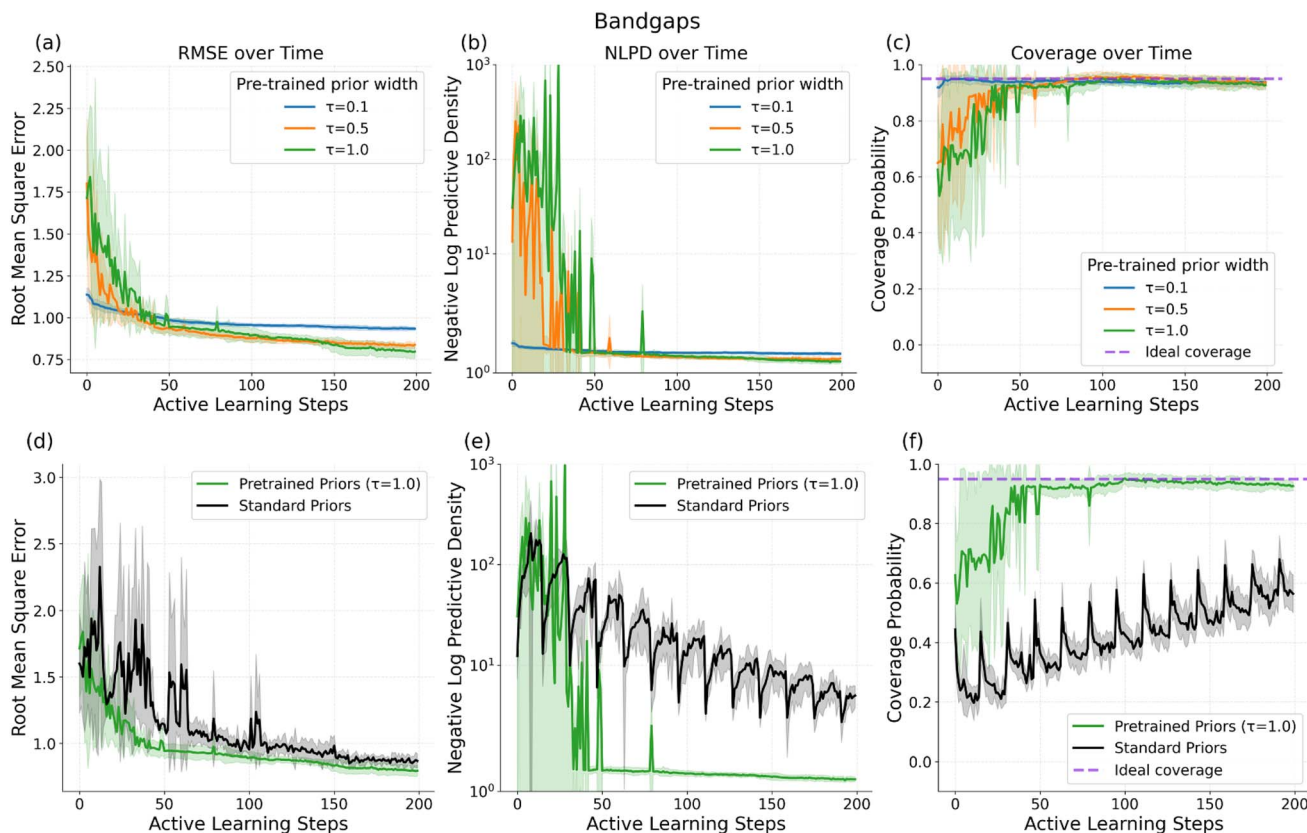 Bandgaps
(a)
RMSE over Time
Root Mean Square Error
2.50
2.25
2.00
1.75
1.50
1.25
1.00
0.75
Pre-trained prior width
τ=0.1
τ=0.5
τ=1.0
0 50 100 150 200
Active Learning Steps
(b)
NLPD over Time
Negative Log Predictive Density
10³
10²
10¹
10⁰
Pre-trained prior width
τ=0.1
τ=0.5
τ=1.0
0 50 100 150 200
Active Learning Steps
(c)
Coverage over Time
Coverage Probability
1.0
0.8
0.6
0.4
0.2
0.0
Pre-trained prior width
τ=0.1
τ=0.5
τ=1.0
Ideal coverage
0 50 100 150 200
Active Learning Steps
(d)
Root Mean Square Error
3.0
2.5
2.0
1.5
1.0
Pretrained Priors (τ=1.0)
Standard Priors
0 50 100 150 200
Active Learning Steps
(e)
Negative Log Predictive Density
10³
10²
10¹
10⁰
Pretrained Priors (τ=1.0)
Standard Priors
0 50 100 150 200
Active Learning Steps
(f)
Coverage Probability
1.0
0.8
0.6
0.4
0.2
0.0
Pretrained Priors (τ=1.0)
Standard Priors
Ideal coverage
0 50 100 150 200
Active Learning Steps